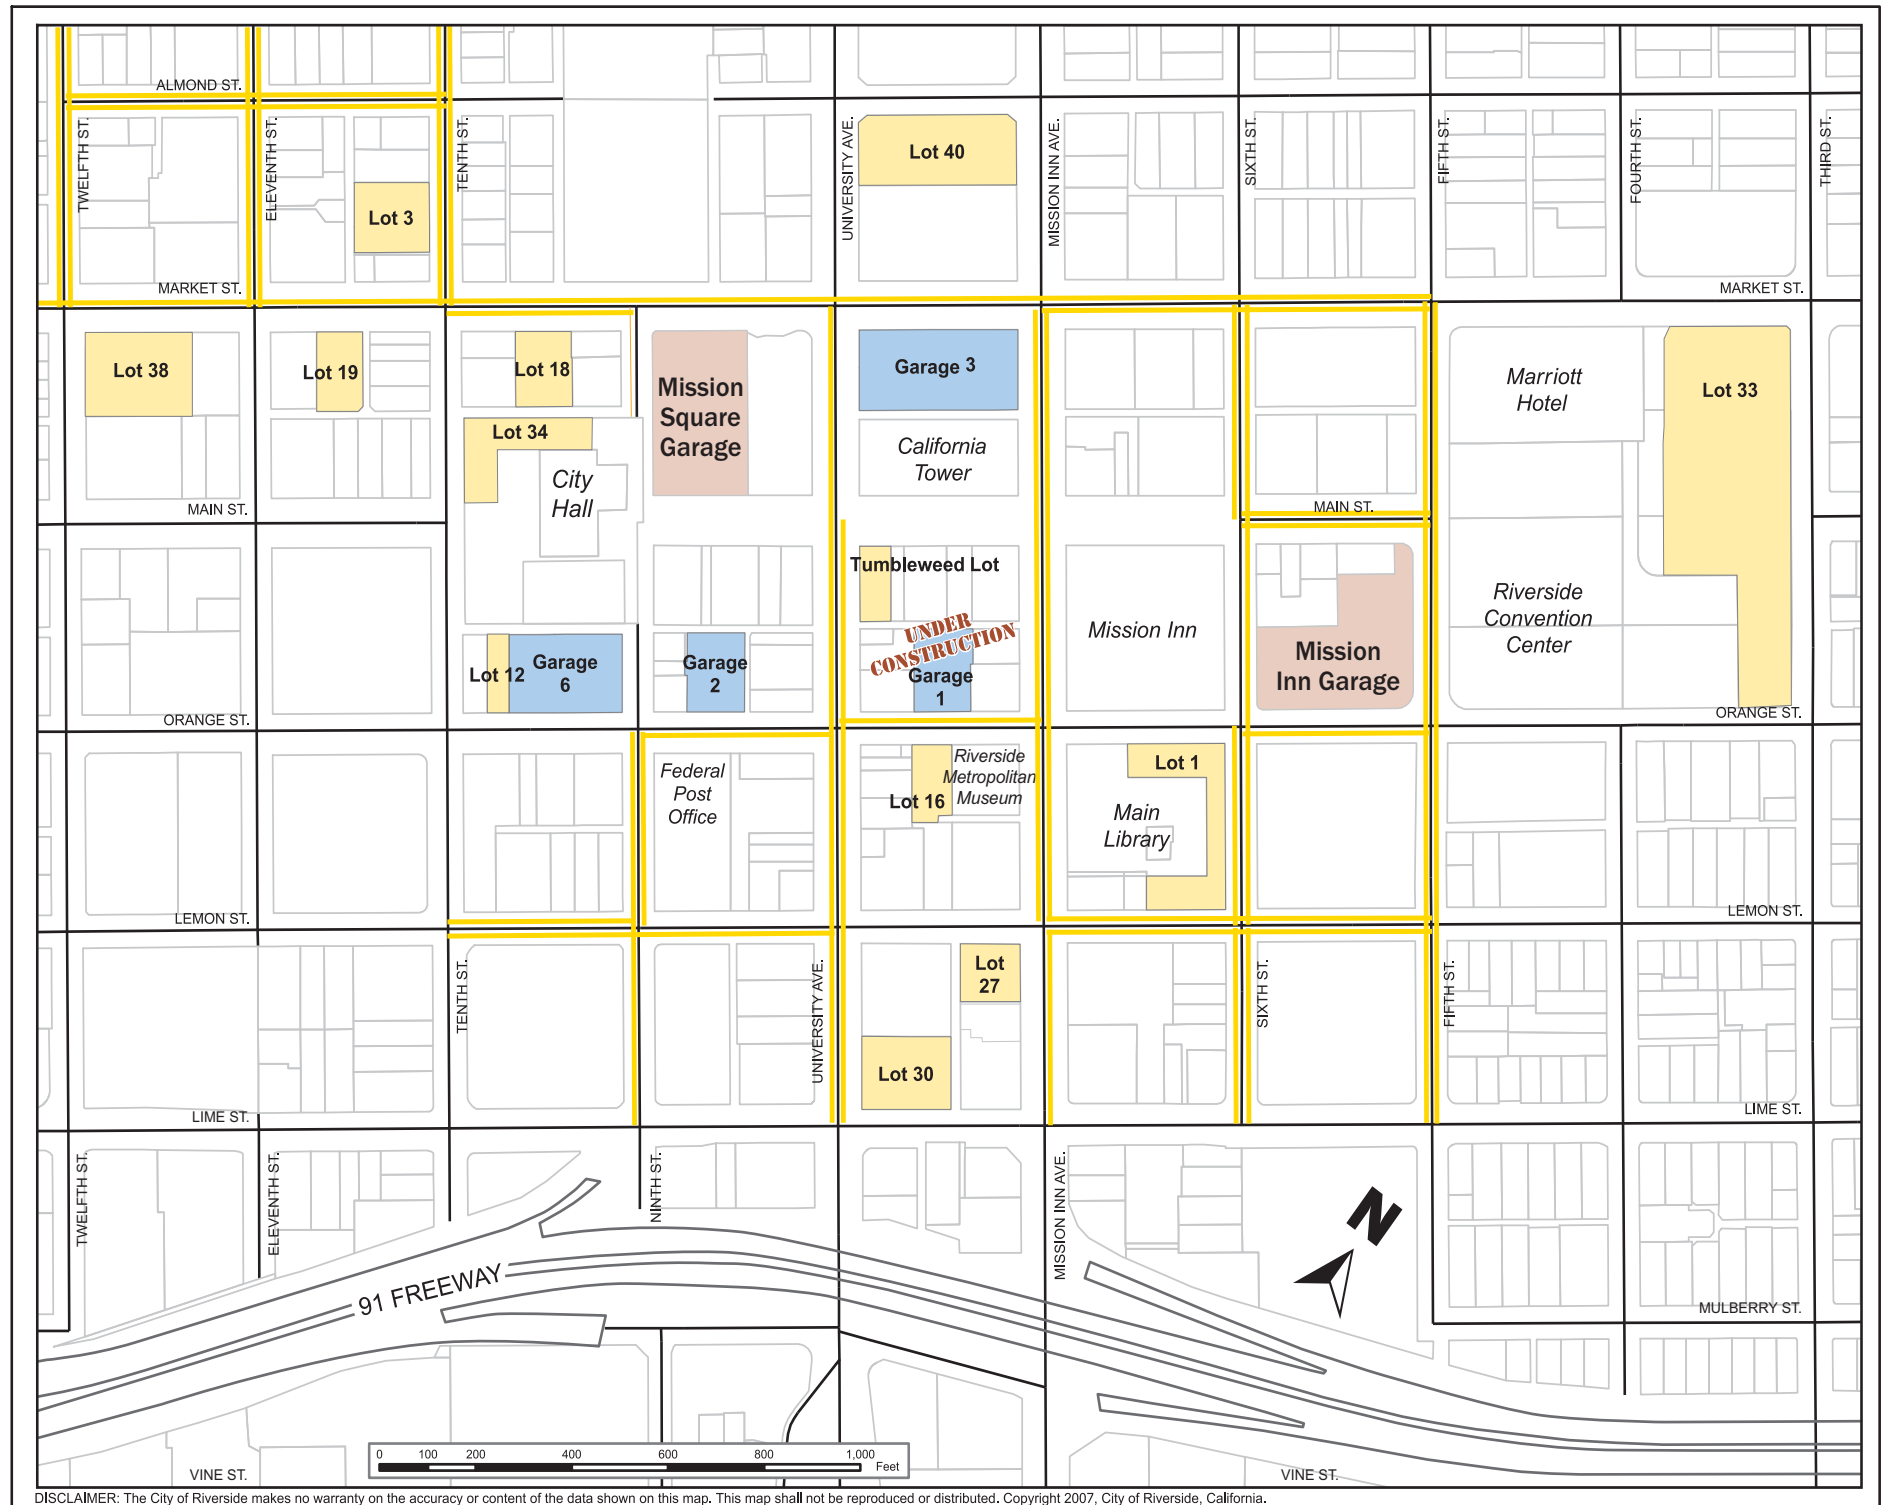 ALMOND ST.
TWELFTH ST.
ELEVENTH ST.
TENTH ST.
UNIVERSITY AVE.
MISSION INN AVE.
SIXTH ST.
FIFTH ST.
FOURTH ST.
THIRD ST.
Lot 40
Lot 3
MARKET ST.
MARKET ST.
Lot 38
Lot 19
Lot 18
Mission
Square
Garage
Garage 3
Marriott
Hotel
Lot 33
Lot 34
City
Hall
California
Tower
MAIN ST.
MAIN ST.
Tumbleweed Lot
UNDER
CONSTRUCTION
Mission Inn
Riverside
Convention
Center
Lot 12
Garage
6
Garage
2
Garage
1
Mission
Inn Garage
ORANGE ST.
ORANGE ST.
Federal
Post
Office
Lot 16
Riverside
Metropolitan
Museum
Lot 1
Main
Library
LEMON ST.
LEMON ST.
TENTH ST.
UNIVERSITY AVE.
Lot
27
SIXTH ST.
FIFTH ST.
Lot 30
LIME ST.
LIME ST.
TWELFTH ST.
ELEVENTH ST.
NINTH ST.
MISSION INN AVE.
N
91 FREEWAY
MULBERRY ST.
0 100 200 400 600 800 1,000
Feet
VINE ST.
VINE ST.
DISCLAIMER: The City of Riverside makes no warranty on the accuracy or content of the data shown on this map. This map shall not be reproduced or distributed. Copyright 2007, City of Riverside, California.